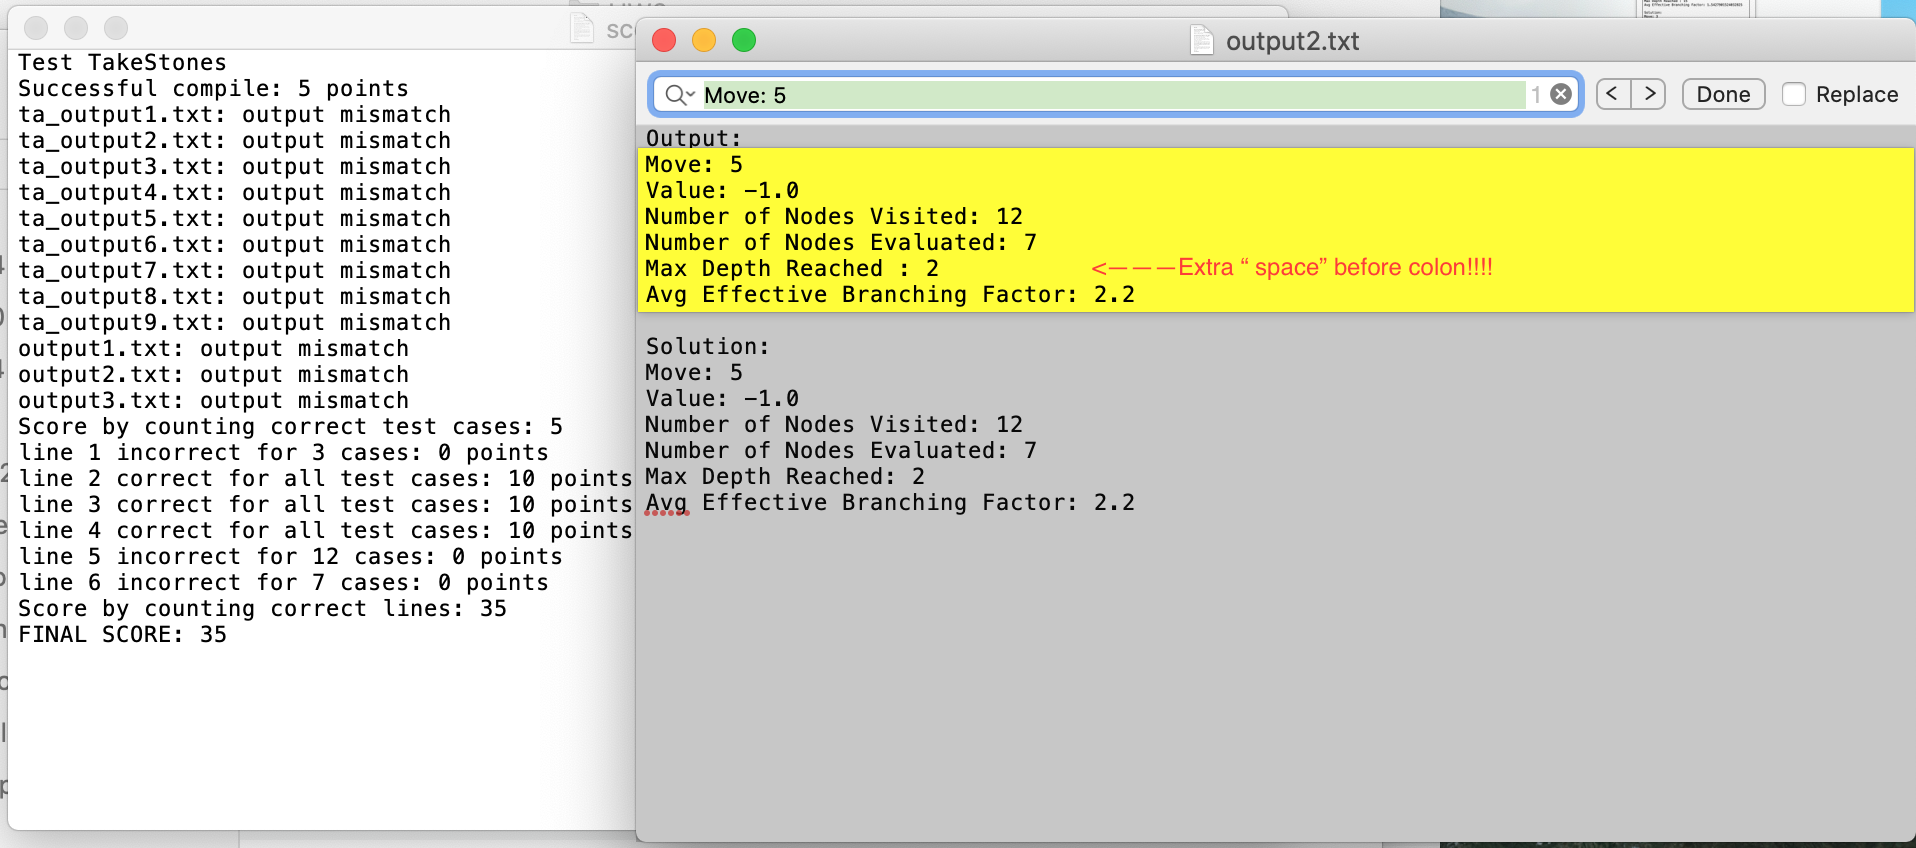 sco
Test TakeStones
Successful compile: 5 points
ta_output1.txt: output mismatch
ta_output2.txt: output mismatch
ta_output3.txt: output mismatch
ta_output4.txt: output mismatch
ta_output5.txt: output mismatch
ta_output6.txt: output mismatch
ta_output7.txt: output mismatch
ta_output8.txt: output mismatch
ta_output9.txt: output mismatch
output1.txt: output mismatch
output2.txt: output mismatch
output3.txt: output mismatch
Score by counting correct test cases: 5
line 1 incorrect for 3 cases: 0 points
line 2 correct for all test cases: 10 points
line 3 correct for all test cases: 10 points
line 4 correct for all test cases: 10 points
line 5 incorrect for 12 cases: 0 points
line 6 incorrect for 7 cases: 0 points
Score by counting correct lines: 35
FINAL SCORE: 35
output2.txt
Move: 5 1 < > Done Replace
Output:
Move: 5
Value: -1.0
Number of Nodes Visited: 12
Number of Nodes Evaluated: 7
Max Depth Reached : 2 <———Extra “ space” before colon!!!!
Avg Effective Branching Factor: 2.2
Solution:
Move: 5
Value: -1.0
Number of Nodes Visited: 12
Number of Nodes Evaluated: 7
Max Depth Reached: 2
Avg Effective Branching Factor: 2.2